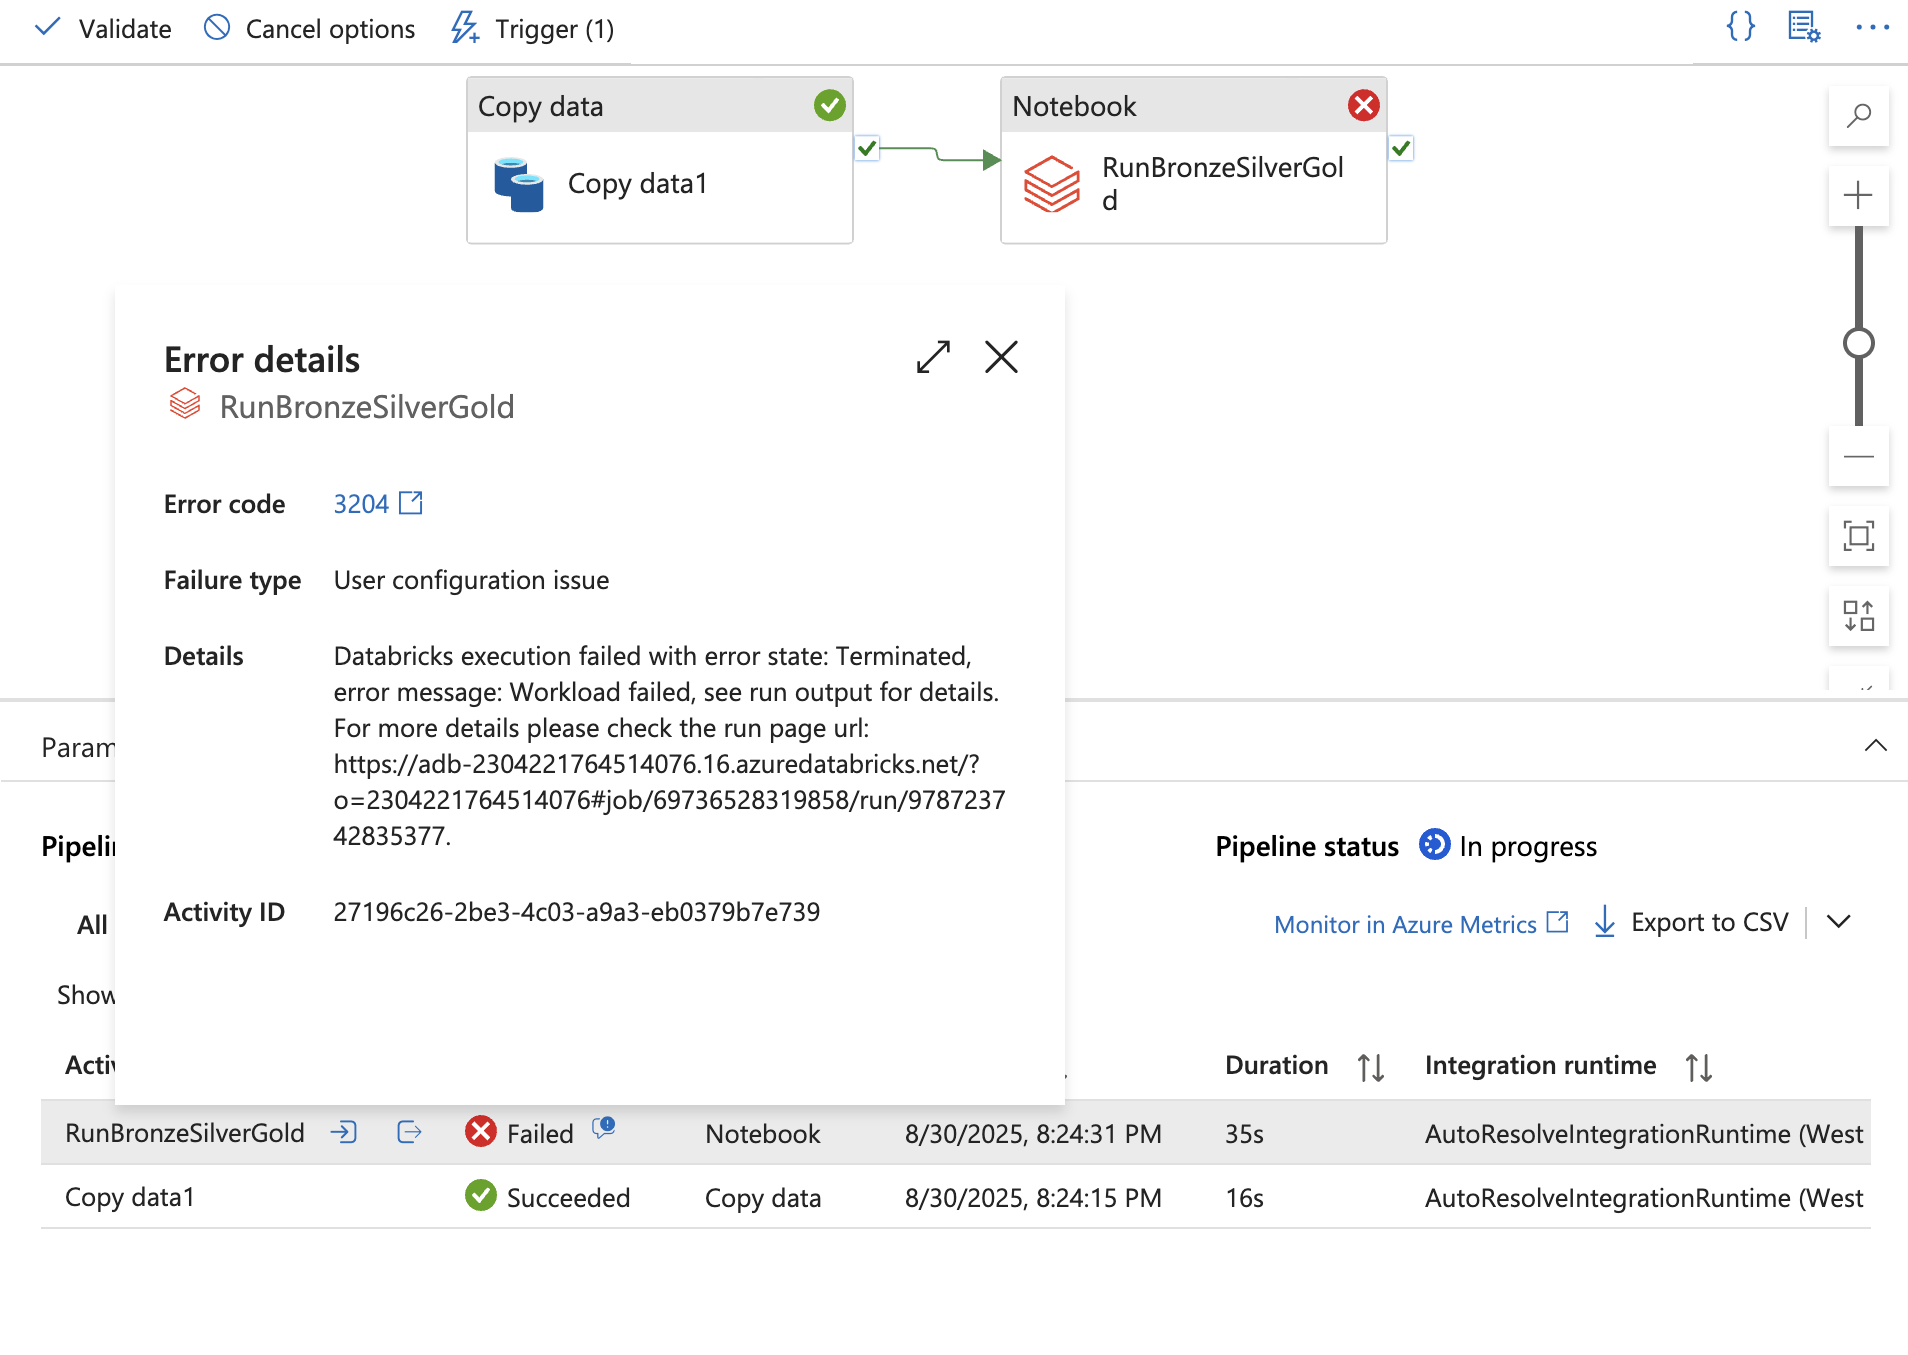 Validate Cancel options Trigger (1) {}
Copy data
Copy data1
Notebook
RunBronzeSilverGol
d
Error details
RunBronzeSilverGold
Error code 3204
Failure type User configuration issue
Details Databricks execution failed with error state: Terminated,
error message: Workload failed, see run output for details.
For more details please check the run page url:
https://adb-2304221764514076.16.azuredatabricks.net/?
o=2304221764514076#job/69736528319858/run/9787237
42835377.
Activity ID 27196c26-2be3-4c03-a9a3-eb0379b7e739
Param
Pipelin Pipeline status In progress
All Monitor in Azure Metrics Export to CSV
Show
Activ Duration Integration runtime
RunBronzeSilverGold Failed Notebook 8/30/2025, 8:24:31 PM 35s AutoResolveIntegrationRuntime (West
Copy data1 Succeeded Copy data 8/30/2025, 8:24:15 PM 16s AutoResolveIntegrationRuntime (West